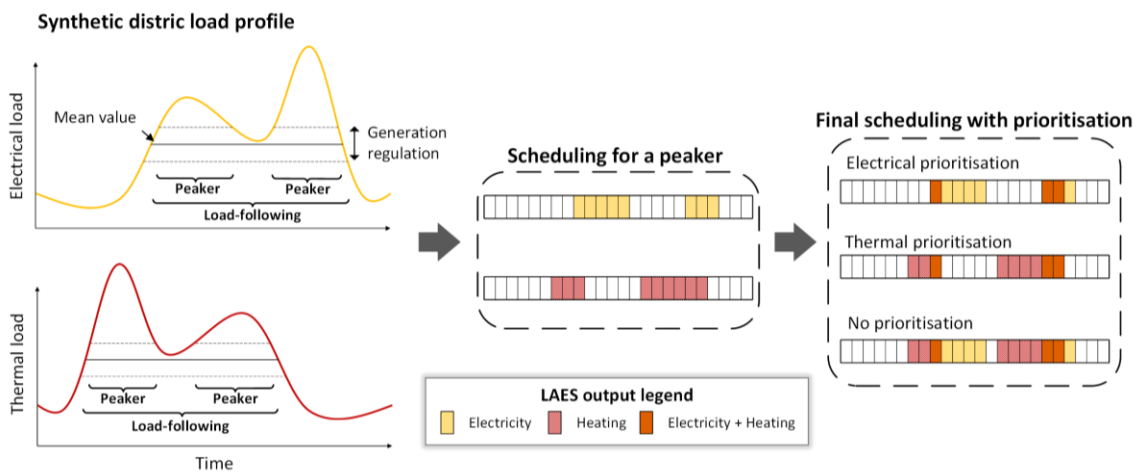 Synthetic distric load profile
Electrical load
Mean value
Generation
regulation
Peaker
Peaker
Load-following
Thermal load
Peaker
Peaker
Load-following
Time
Scheduling for a peaker
Final scheduling with prioritisation
Electrical prioritisation
Thermal prioritisation
No prioritisation
LAES output legend
Electricity
Heating
Electricity + Heating